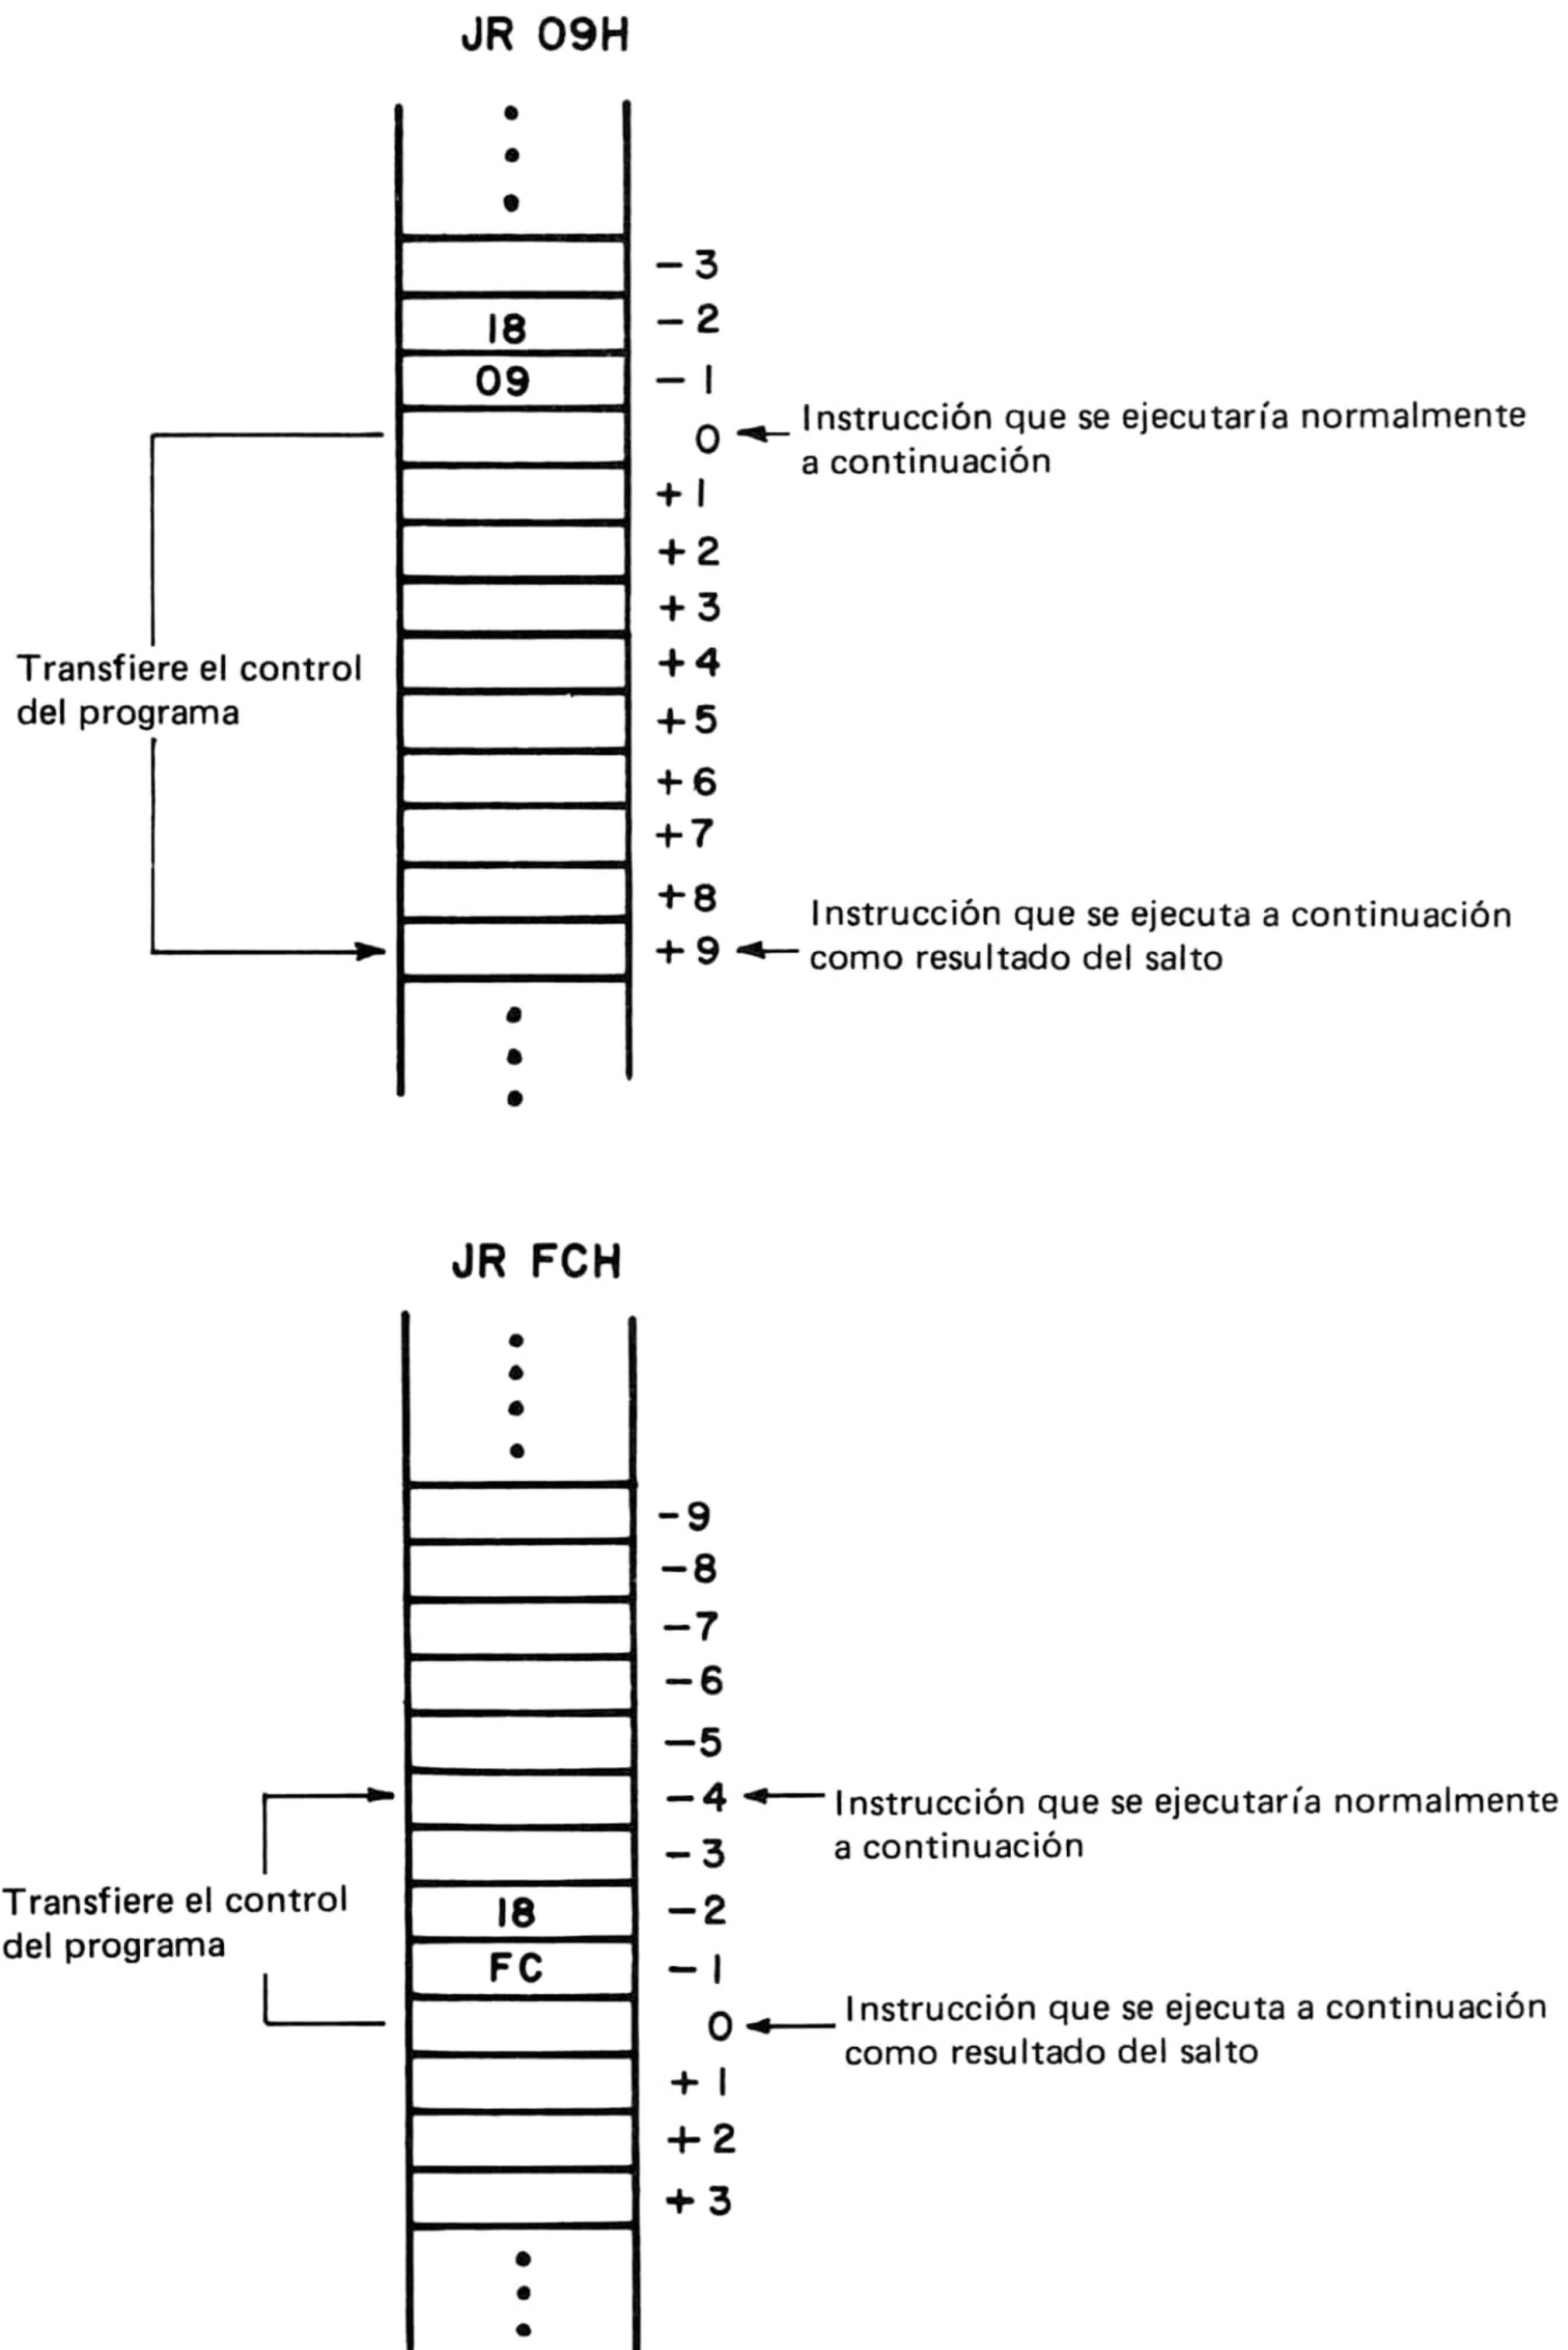 JR 09H
- 3
18 - 2
09 - 1
0 Instrucción que se ejecutaría normalmente
a continuación
+ 1
+ 2
+ 3
Transfiere el control
del programa
+ 4
+ 5
+ 6
+ 7
+ 8
+ 9 Instrucción que se ejecuta a continuación
como resultado del salto
JR FCH
- 9
- 8
- 7
- 6
- 5
- 4 Instrucción que se ejecutaría normalmente
a continuación
- 3
Transfiere el control
del programa
18 - 2
FC - 1
0 Instrucción que se ejecuta a continuación
como resultado del salto
+ 1
+ 2
+ 3